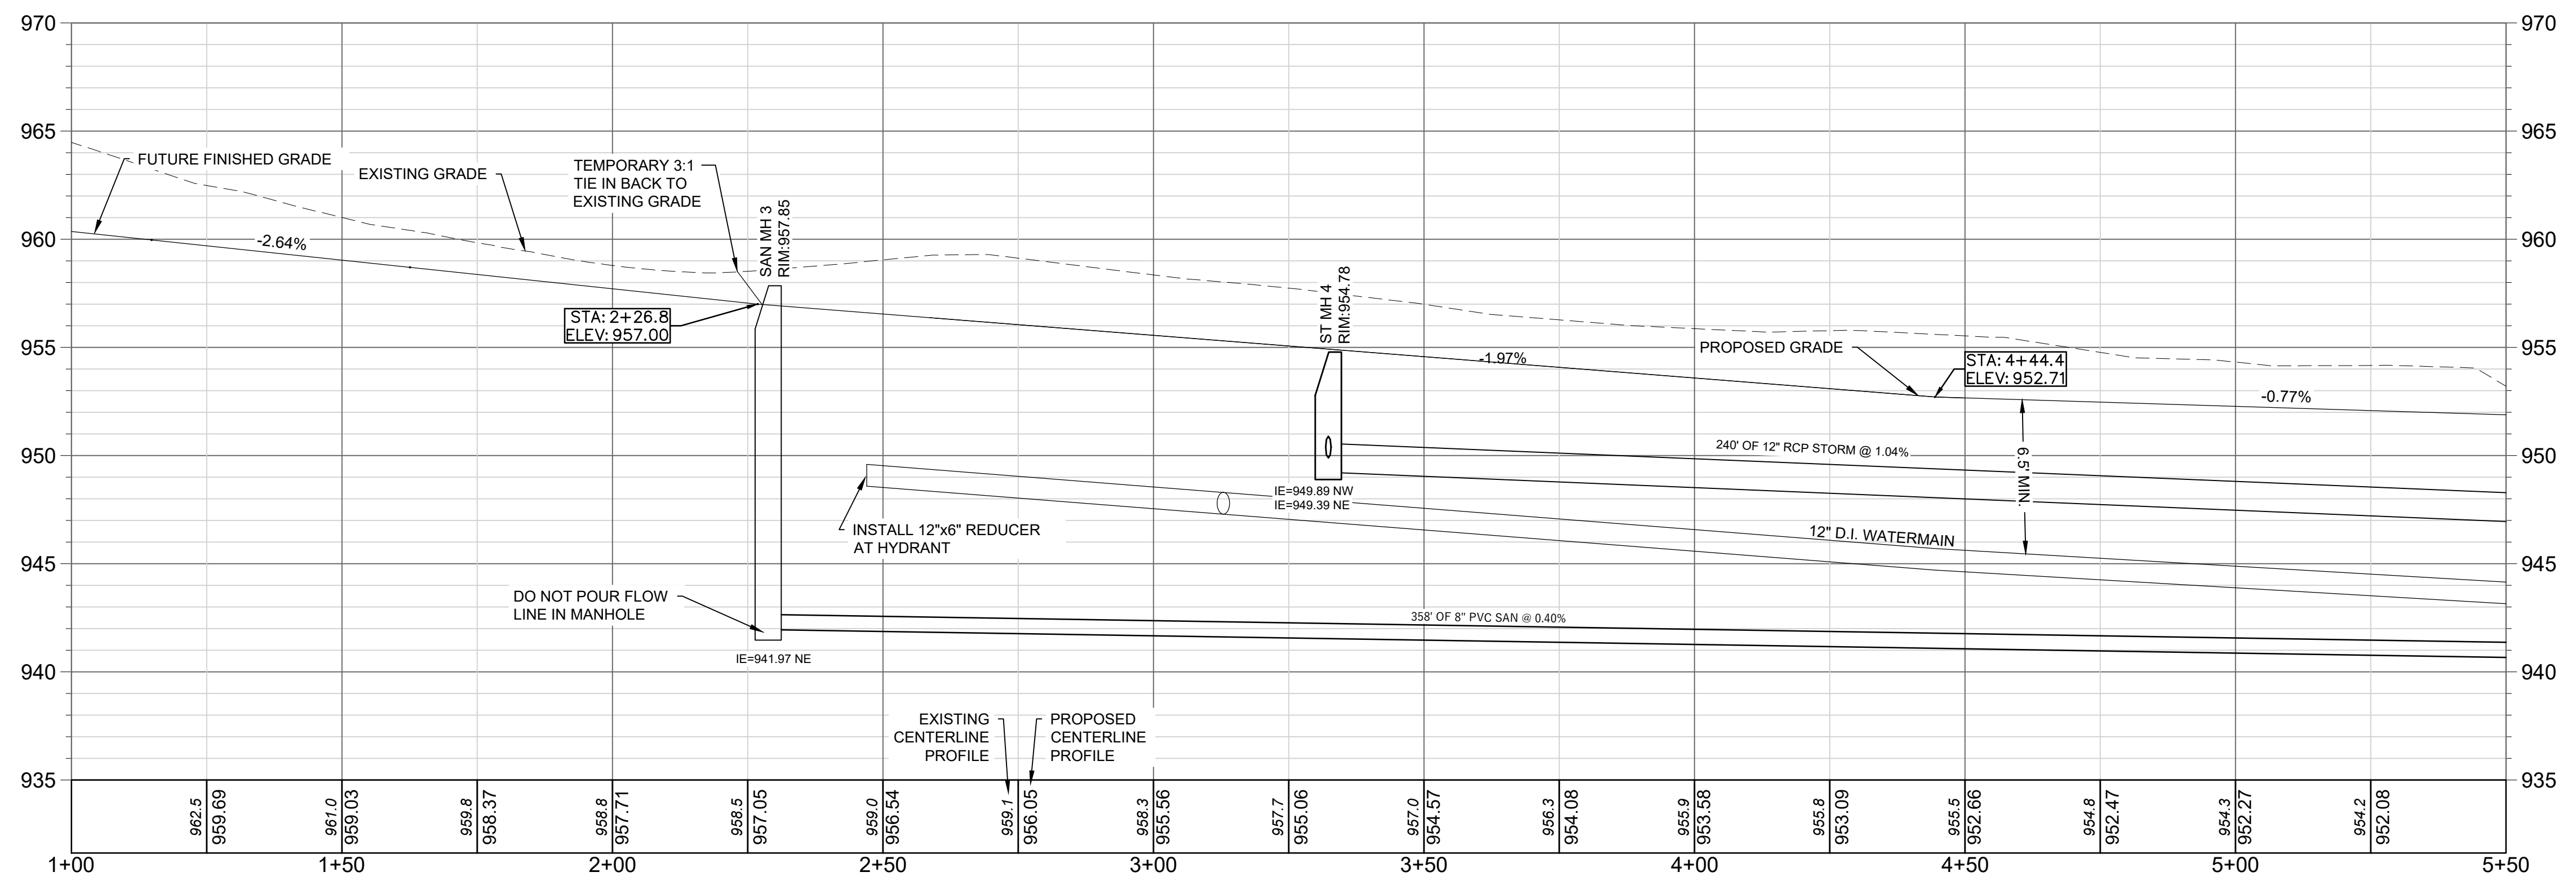 970
970
965
965
960
960
955
955
950
950
945
945
940
940
935
935
FUTURE FINISHED GRADE
EXISTING GRADE
TEMPORARY 3:1
TIE IN BACK TO
EXISTING GRADE
-2.64%
SAN MH 3
RIM:957.85
STA: 2+26.8
ELEV: 957.00
ST MH 4
RIM:954.78
-1.97%
PROPOSED GRADE
STA: 4+44.4
ELEV: 952.71
-0.77%
240' OF 12" RCP STORM @ 1.04%
6.5' MIN.
IE=949.89 NW
IE=949.39 NE
INSTALL 12"x6" REDUCER
AT HYDRANT
12" D.I. WATERMAIN
DO NOT POUR FLOW
LINE IN MANHOLE
358' OF 8" PVC SAN @ 0.40%
IE=941.97 NE
EXISTING
CENTERLINE
PROFILE
PROPOSED
CENTERLINE
PROFILE
962.5
959.69
961.0
959.03
959.8
958.37
958.8
957.71
958.5
957.05
959.0
956.54
959.1
956.05
958.3
955.56
957.7
955.06
957.0
954.57
956.3
954.08
955.9
953.58
955.8
953.09
955.5
952.66
954.8
952.47
954.3
952.27
954.2
952.08
1+00
1+50
2+00
2+50
3+00
3+50
4+00
4+50
5+00
5+50